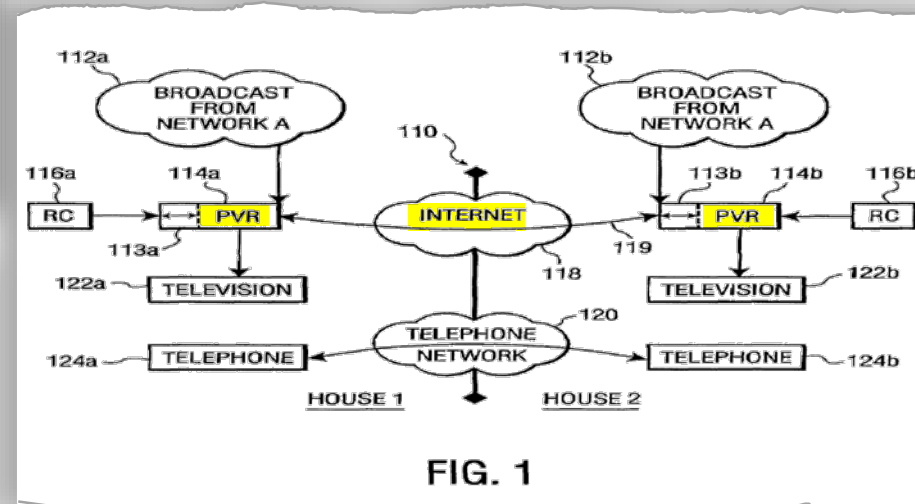 112a
112b
BROADCAST
FROM
NETWORK A
BROADCAST
FROM
NETWORK A
110
116a
114a
113b
114b
116b
RC
PVR
INTERNET
PVR
RC
113a
119
118
122a
TELEVISION
TELEVISION
122b
120
TELEPHONE
NETWORK
124a
TELEPHONE
TELEPHONE
124b
HOUSE 1
HOUSE 2
FIG. 1